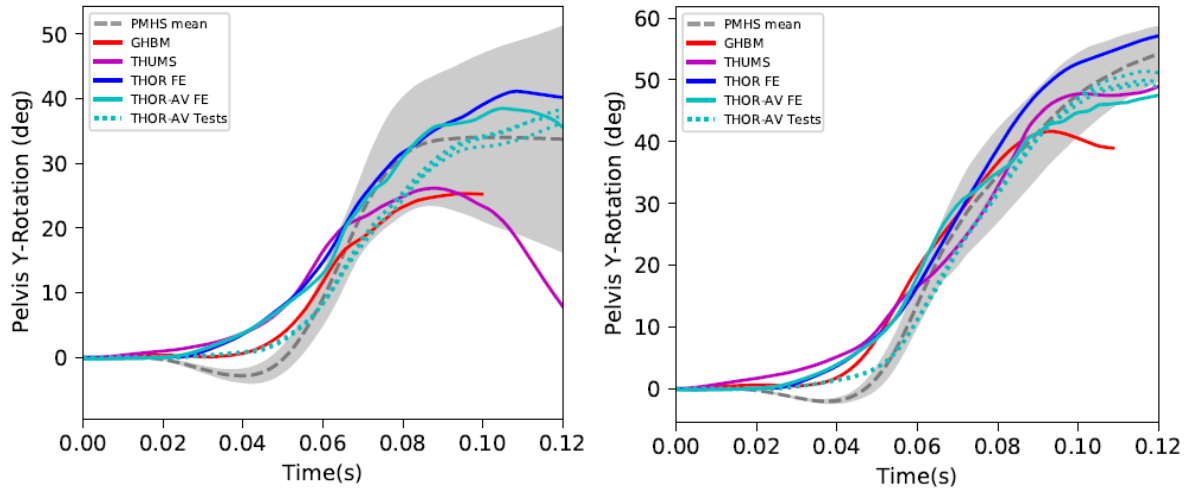 50
40
30
20
10
0
Pelvis Y-Rotation (deg)
PMHS mean
GHBM
THUMS
THOR FE
THOR-AV FE
THOR-AV Tests
0.00 0.02 0.04 0.06 0.08 0.10 0.12
Time(s)
60
50
40
30
20
10
0
Pelvis Y-Rotation (deg)
PMHS mean
GHBM
THUMS
THOR FE
THOR-AV FE
THOR-AV Tests
0.00 0.02 0.04 0.06 0.08 0.10 0.12
Time(s)